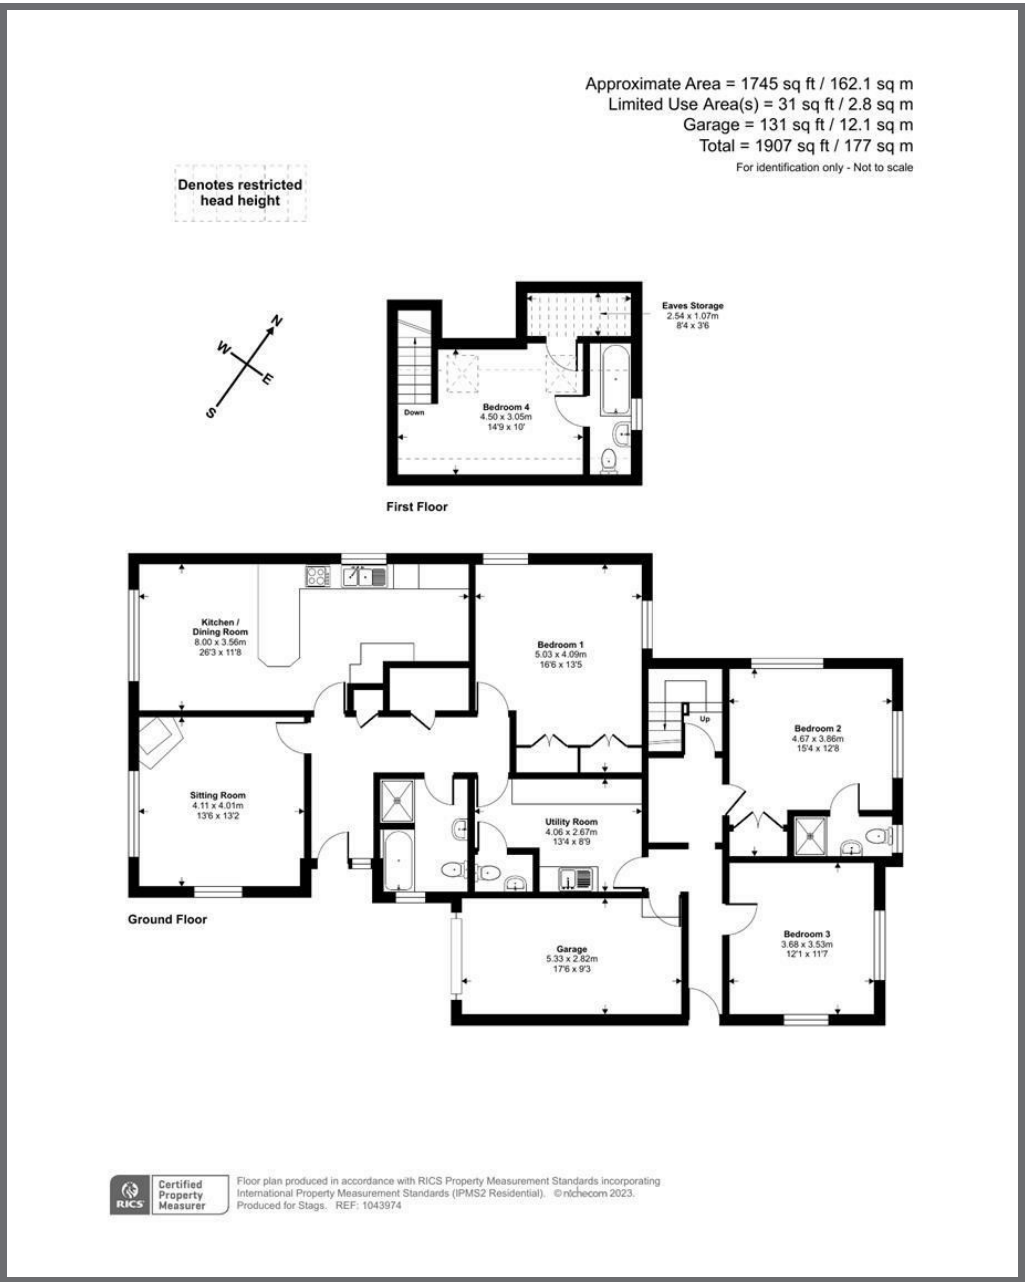 Approximate Area = 1745 sq ft / 162.1 sq m
Limited Use Area(s) = 31 sq ft / 2.8 sq m
Garage = 131 sq ft / 12.1 sq m
Total = 1907 sq ft / 177 sq m
For identification only - Not to scale
Denotes restricted
head height
N
W
E
S
Eaves Storage
2.54 x 1.07m
8'4 x 3'6
Down
Bedroom 4
4.50 x 3.05m
14'9 x 10'
First Floor
Kitchen /
Dining Room
8.00 x 3.56m
26'3 x 11'8
Bedroom 1
5.03 x 4.09m
16'6 x 13'5
Up
Bedroom 2
4.67 x 3.86m
15'4 x 12'8
Sitting Room
4.11 x 4.01m
13'6 x 13'2
Utility Room
4.06 x 2.67m
13'4 x 8'9
Ground Floor
Garage
5.33 x 2.82m
17'6 x 9'3
Bedroom 3
3.68 x 3.53m
12'1 x 11'7
RICS
Certified
Property
Measurer
Floor plan produced in accordance with RICS Property Measurement Standards incorporating
International Property Measurement Standards (IPMS2 Residential). © nichecom 2023.
Produced for Stags. REF: 1043974